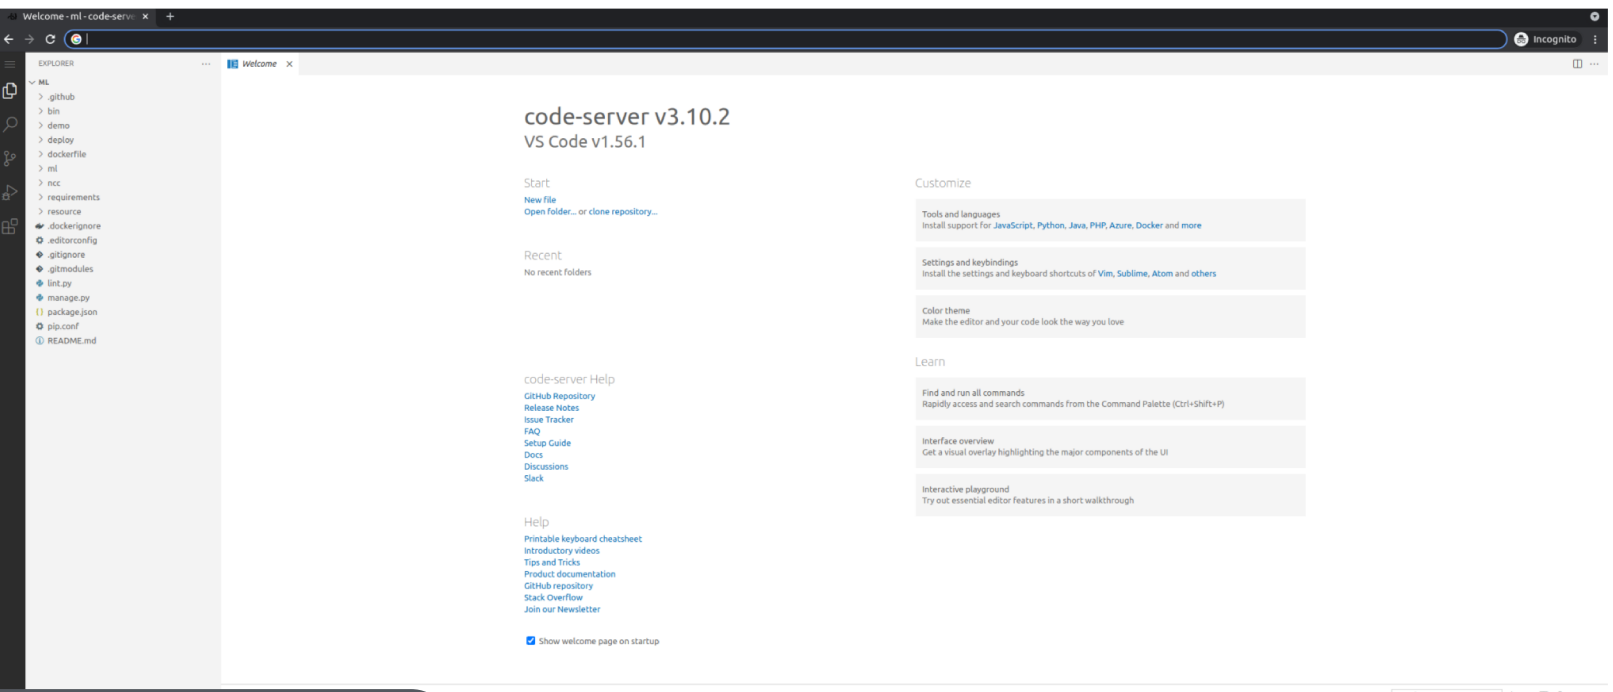 Welcome - ml - code-serve
Incognito
EXPLORER
Welcome
ML
.github
bin
demo
deploy
dockerfile
ml
ncc
requirements
resource
.dockerignore
.editorconfig
.gitignore
.gitmodules
lint.py
manage.py
package.json
pip.conf
README.md
code-server v3.10.2
VS Code v1.56.1
Start
New file
Open folder... or clone repository...
Recent
No recent folders
code-server Help
GitHub Repository
Release Notes
Issue Tracker
FAQ
Setup Guide
Docs
Discussions
Slack
Help
Printable keyboard cheatsheet
Introductory videos
Tips and Tricks
Product documentation
GitHub repository
Stack Overflow
Join our Newsletter
Show welcome page on startup
Customize
Tools and languages
Install support for JavaScript, Python, Java, PHP, Azure, Docker and more
Settings and keybindings
Install the settings and keyboard shortcuts of Vim, Sublime, Atom and others
Color theme
Make the editor and your code look the way you love
Learn
Find and run all commands
Rapidly access and search commands from the Command Palette (Ctrl+Shift+P)
Interface overview
Get a visual overlay highlighting the major components of the UI
Interactive playground
Try out essential editor features in a short walkthrough